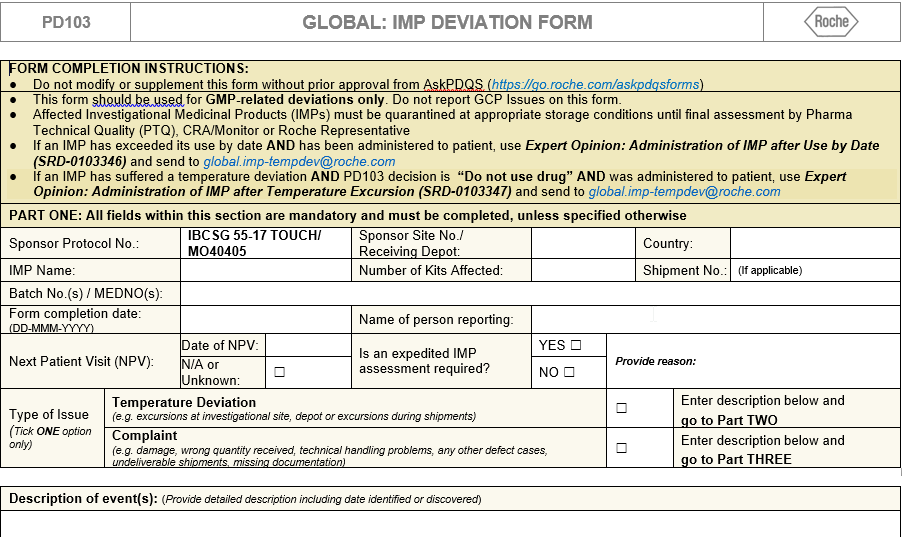 PD103
GLOBAL: IMP DEVIATION FORM
Roche
FORM COMPLETION INSTRUCTIONS:
● Do not modify or supplement this form without prior approval from AskPDQS (https://go.roche.com/askpdqsforms)
● This form should be used for GMP-related deviations only. Do not report GCP Issues on this form.
● Affected Investigational Medicinal Products (IMPs) must be quarantined at appropriate storage conditions until final assessment by Pharma
Technical Quality (PTQ), CRA/Monitor or Roche Representative
● If an IMP has exceeded its use by date AND has been administered to patient, use Expert Opinion: Administration of IMP after Use by Date
(SRD-0103346) and send to global.imp-tempdev@roche.com
● If an IMP has suffered a temperature deviation AND PD103 decision is “Do not use drug” AND was administered to patient, use Expert
Opinion: Administration of IMP after Temperature Excursion (SRD-0103347) and send to global.imp-tempdev@roche.com
PART ONE: All fields within this section are mandatory and must be completed, unless specified otherwise
Sponsor Protocol No.:
IBCSG 55-17 TOUCH/
MO40405
Sponsor Site No./
Receiving Depot:
Country:
IMP Name:
Number of Kits Affected:
Shipment No.:
(If applicable)
Batch No.(s) / MEDNO(s):
Form completion date:
(DD-MMM-YYYY)
Name of person reporting:
Next Patient Visit (NPV):
Date of NPV:
N/A or
Unknown:
☐
Is an expedited IMP
assessment required?
YES ☐
NO ☐
Provide reason:
Type of Issue
(Tick ONE option
only)
Temperature Deviation
(e.g. excursions at investigational site, depot or excursions during shipments)
☐
Enter description below and
go to Part TWO
Complaint
(e.g. damage, wrong quantity received, technical handling problems, any other defect cases,
undeliverable shipments, missing documentation)
☐
Enter description below and
go to Part THREE
Description of event(s): (Provide detailed description including date identified or discovered)